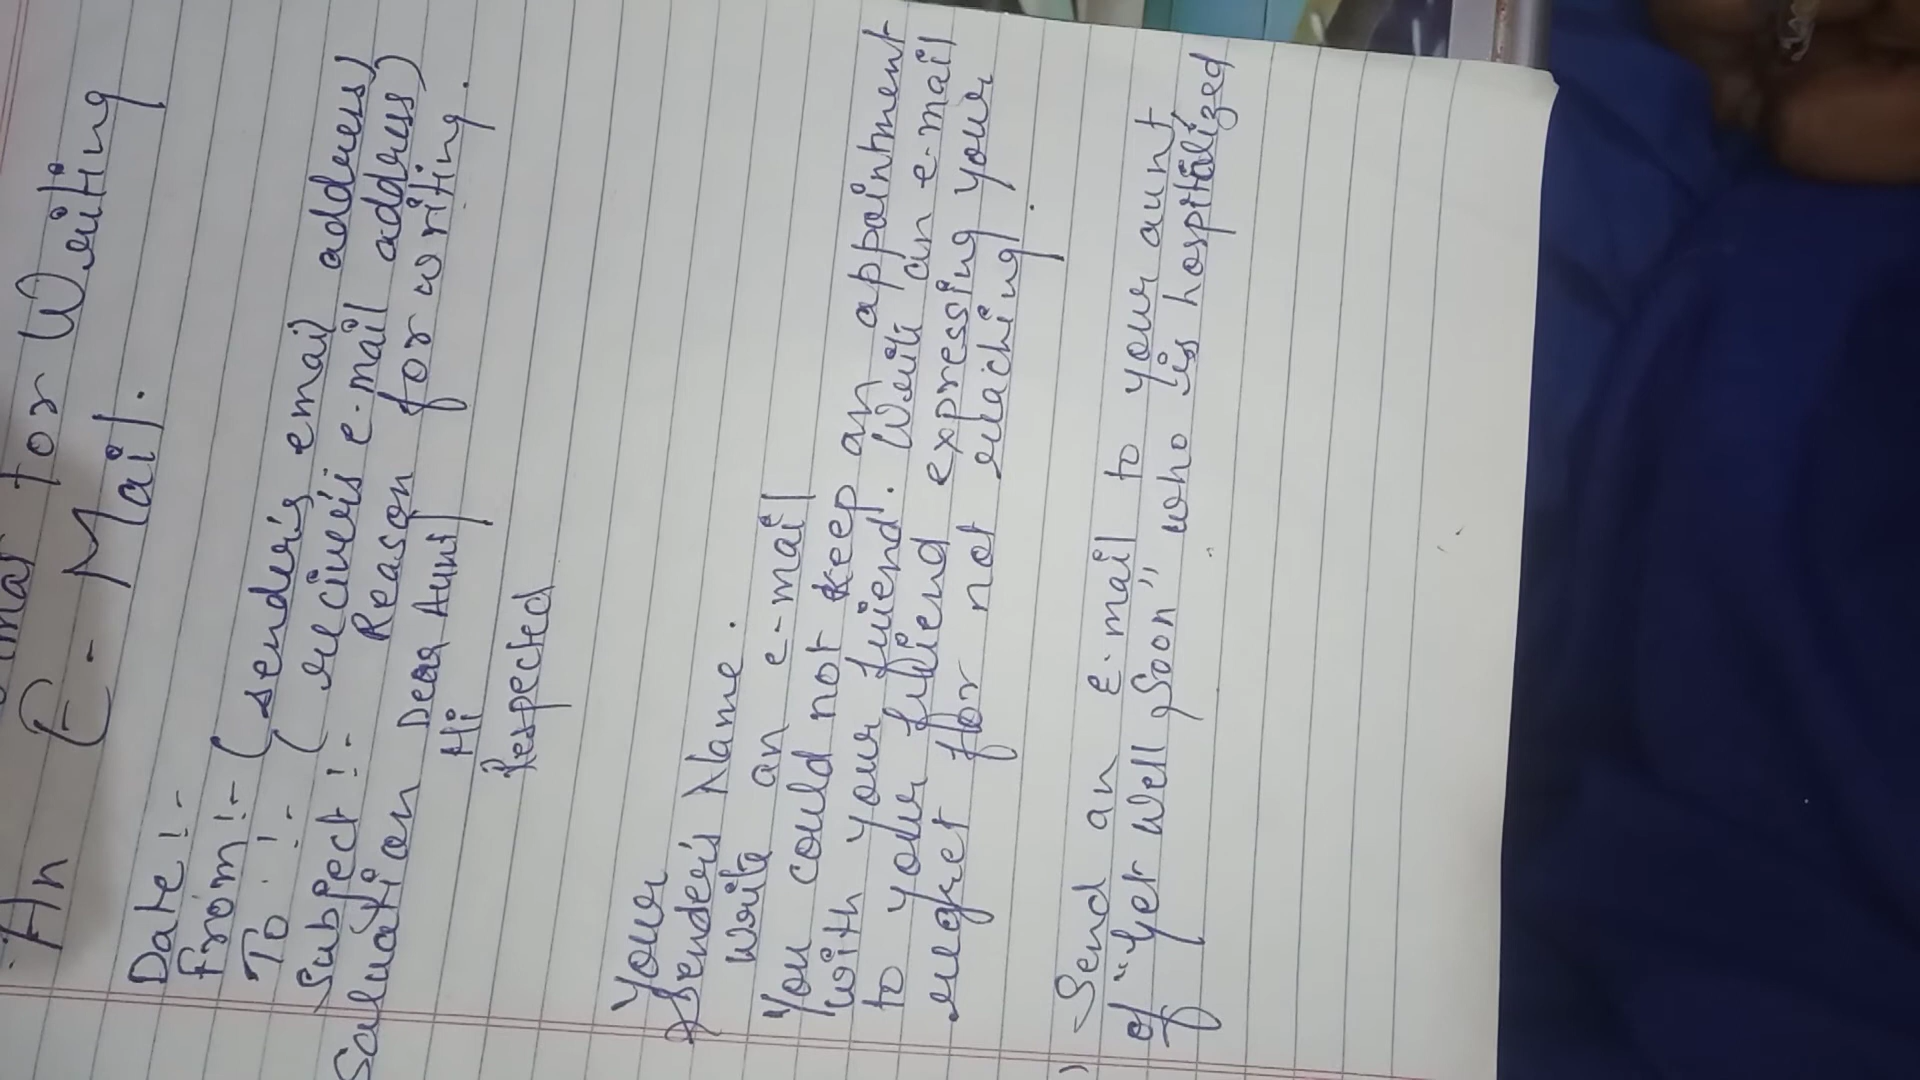 for Writing
An E-Mail.
Date :-
From :- (sender's email address)
To :- (reciver's e-mail address)
Subject :- Reason for writing.
Salutation Dear Aunt
Hi
Respected
Your
Sender's Name.
Write an e-mail
You could not keep an appointment
with your friend. Write an e-mail
to your friend expressing your
regret for not reaching.
Send an E-mail to your aunt
of "Get Well Soon" who is hospitalized